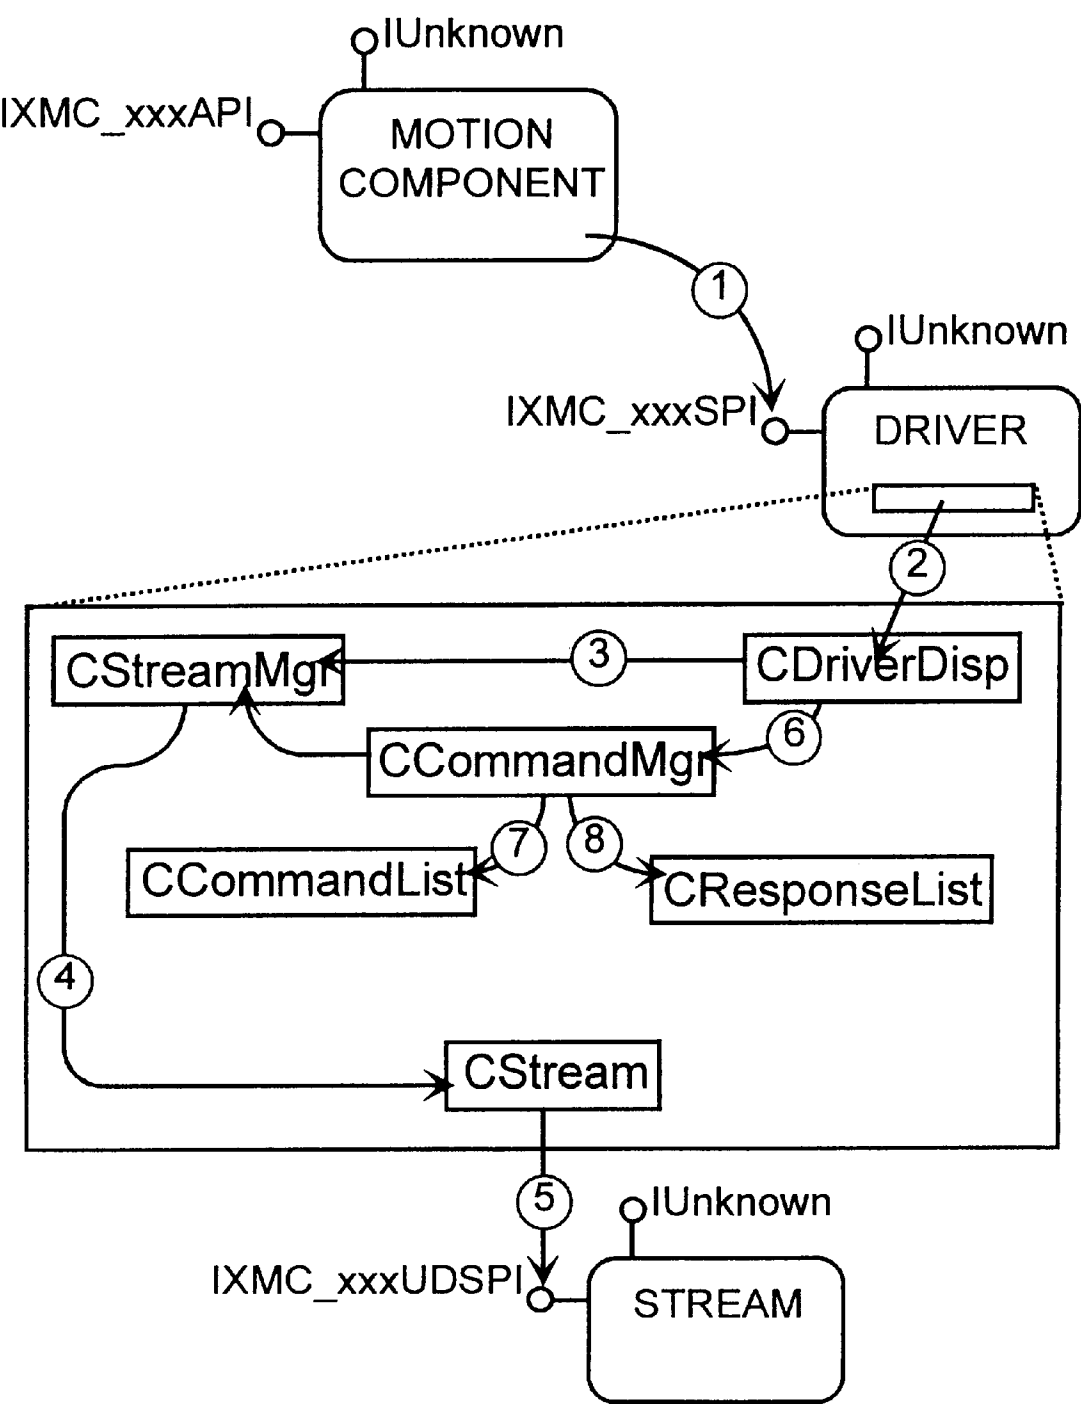 IUnknown
IXMC_xxxAPI
MOTION
COMPONENT
1
IUnknown
IXMC_xxxSPI
DRIVER
2
CStreamMgr
3
CDriverDisp
6
CCommandMgr
7
8
CCommandList
CResponseList
4
CStream
5
IUnknown
IXMC_xxxUDSPI
STREAM